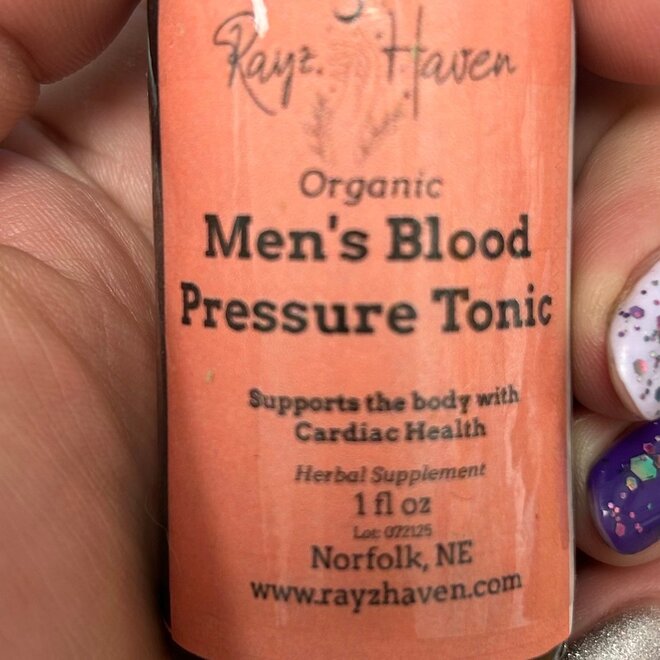 Rayz Haven
Organic
Men's Blood
Pressure Tonic
Supports the body with
Cardiac Health
Herbal Supplement
1 fl oz
Lot: 072125
Norfolk, NE
www.rayzhaven.com